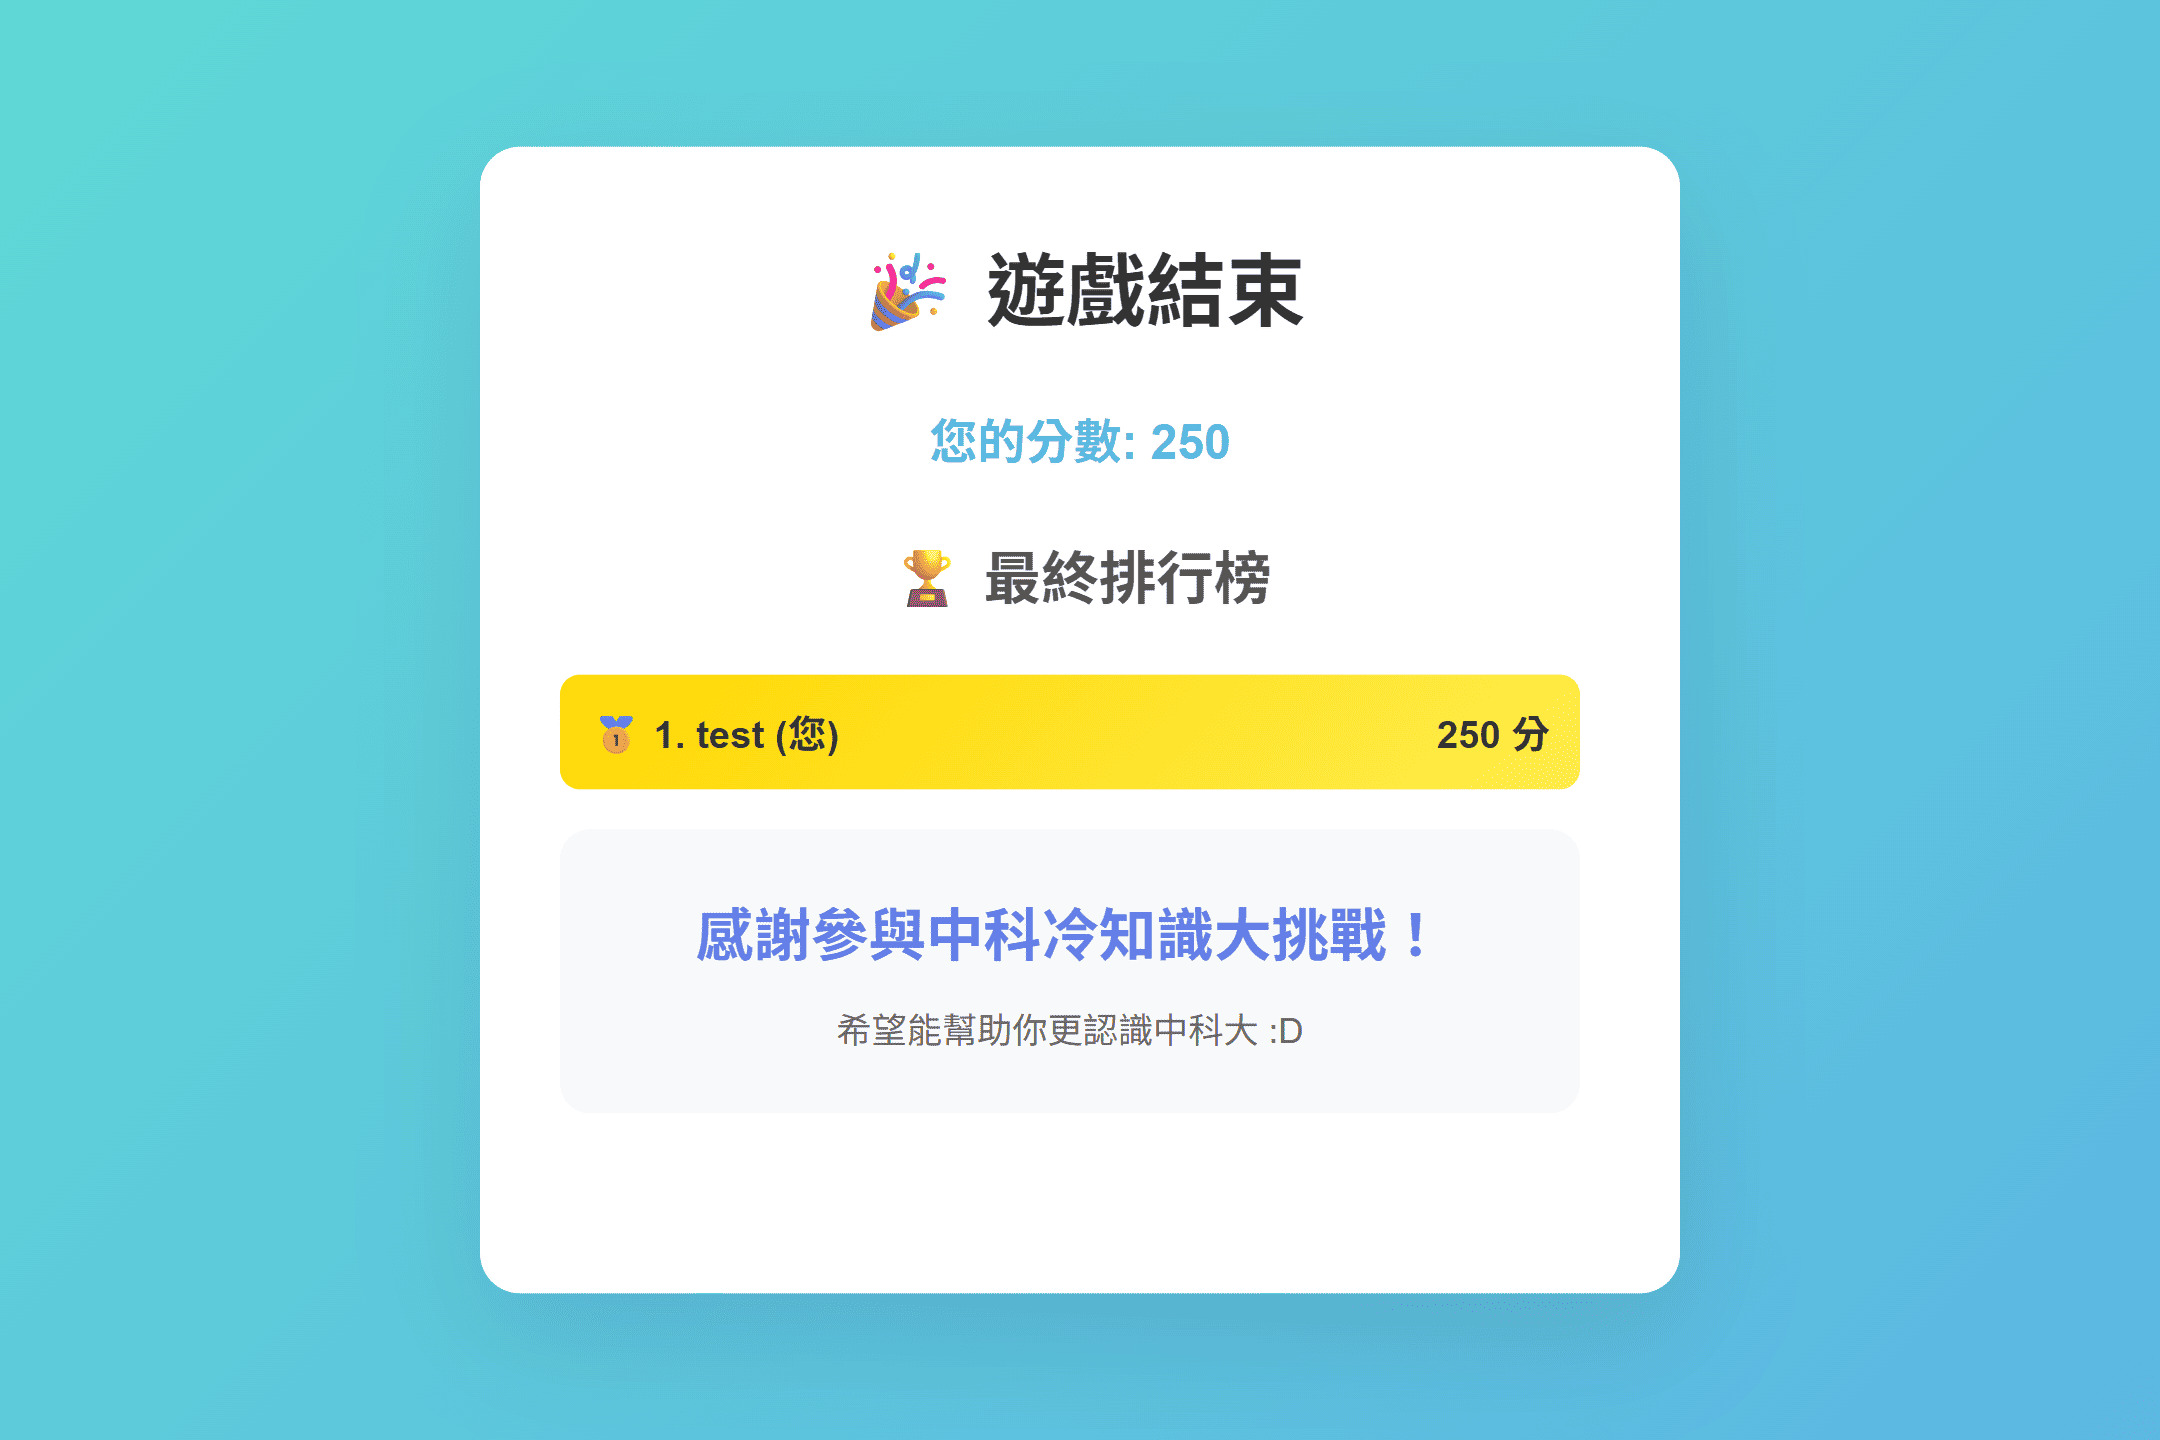 🎉 遊戲結束
您的分數: 250
🏆 最終排行榜
🥇 1. test (您) 250 分
感謝參與中科冷知識大挑戰！
希望能幫助你更認識中科大 :D